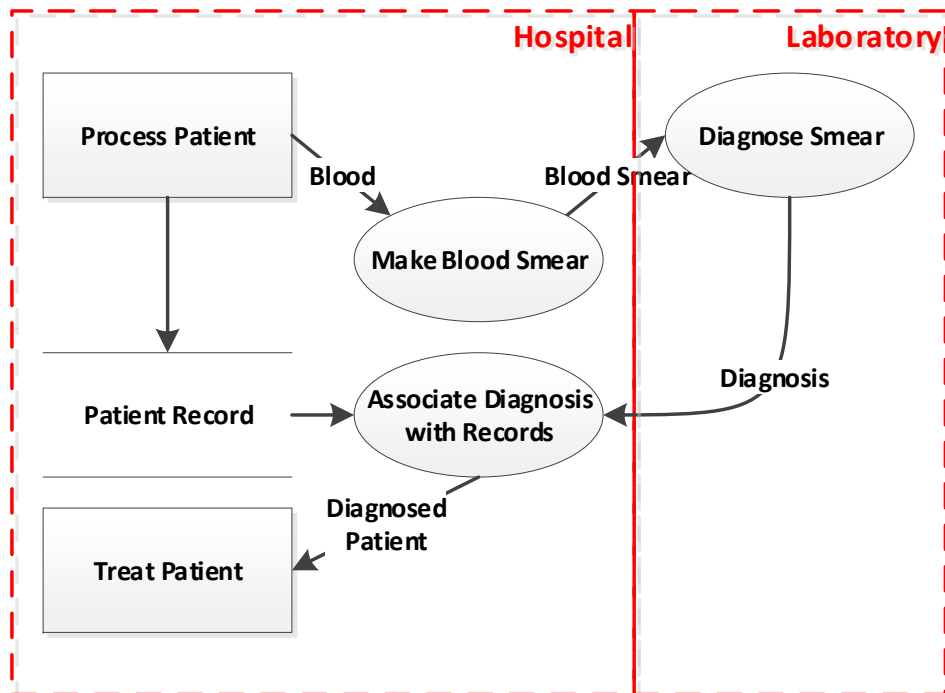 Hospital
Laboratory
Process Patient
Diagnose Smear
Blood
Blood Smear
Make Blood Smear
Patient Record
Associate Diagnosis
with Records
Diagnosis
Diagnosed
Patient
Treat Patient